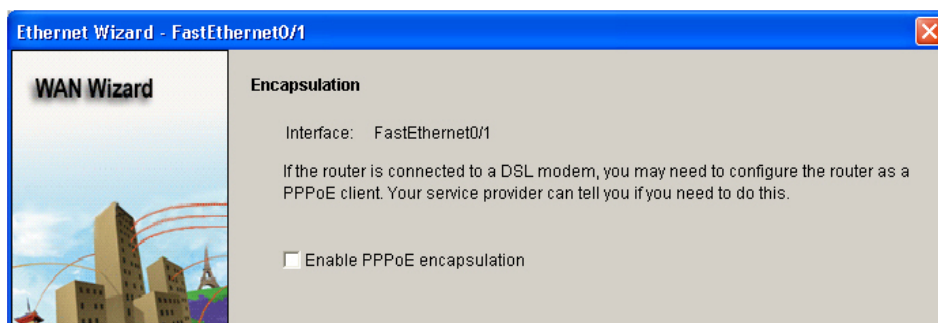 Ethernet Wizard - FastEthernet0/1
WAN Wizard
Encapsulation
Interface: FastEthernet0/1
If the router is connected to a DSL modem, you may need to configure the router as a
PPPoE client. Your service provider can tell you if you need to do this.
Enable PPPoE encapsulation